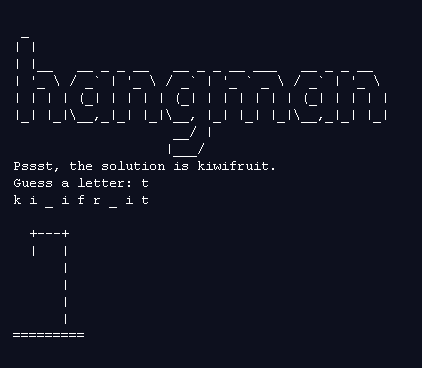 hangman
Pssst, the solution is kiwifruit.
Guess a letter: t
k i _ i f r _ i t